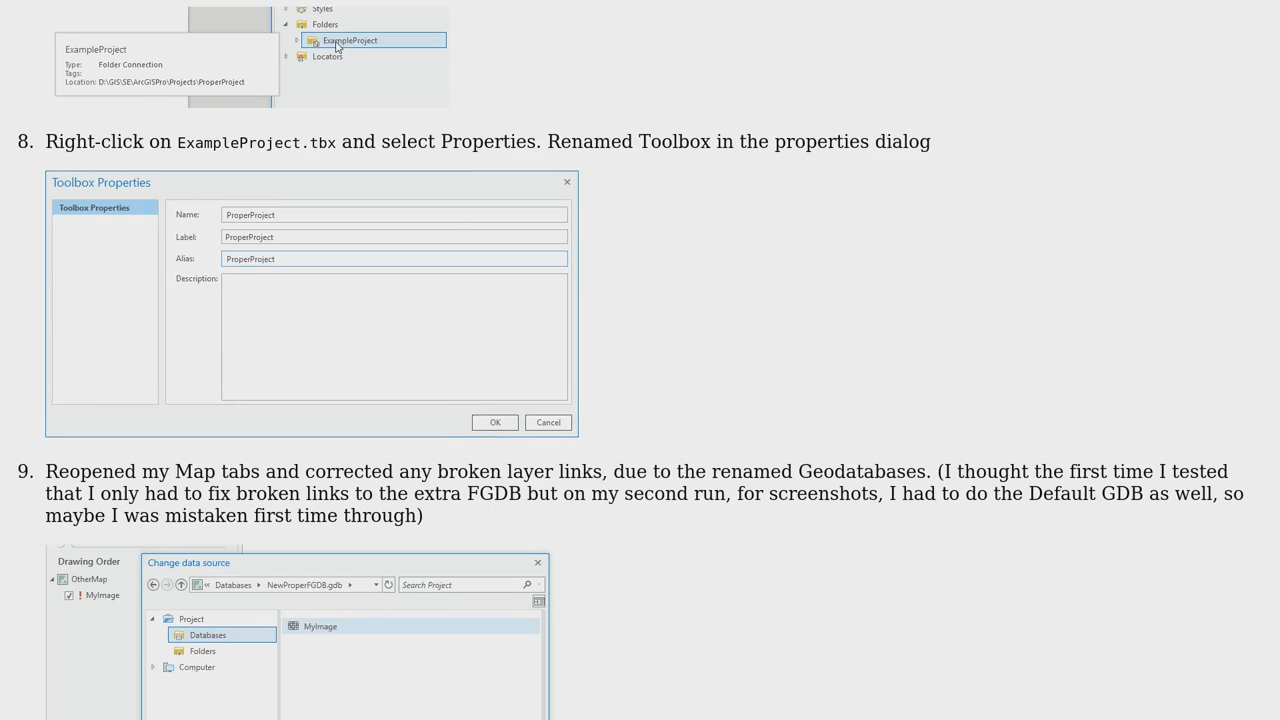 Styles
Folders
ExampleProject
Locators
ExampleProject
Type: Folder Connection
Tags:
Location: D:\GIS\SE\ArcGISPro\Projects\ProperProject
8. Right-click on ExampleProject.tbx and select Properties. Renamed Toolbox in the properties dialog
Toolbox Properties
Toolbox Properties
Name: ProperProject
Label: ProperProject
Alias: ProperProject
Description:
OK Cancel
9. Reopened my Map tabs and corrected any broken layer links, due to the renamed Geodatabases. (I thought the first time I tested
that I only had to fix broken links to the extra FGDB but on my second run, for screenshots, I had to do the Default GDB as well, so
maybe I was mistaken first time through)
Drawing Order
OtherMap
MyImage
Change data source
Databases NewProperFGDB.gdb Search Project
Project
Databases
Folders
Computer
MyImage